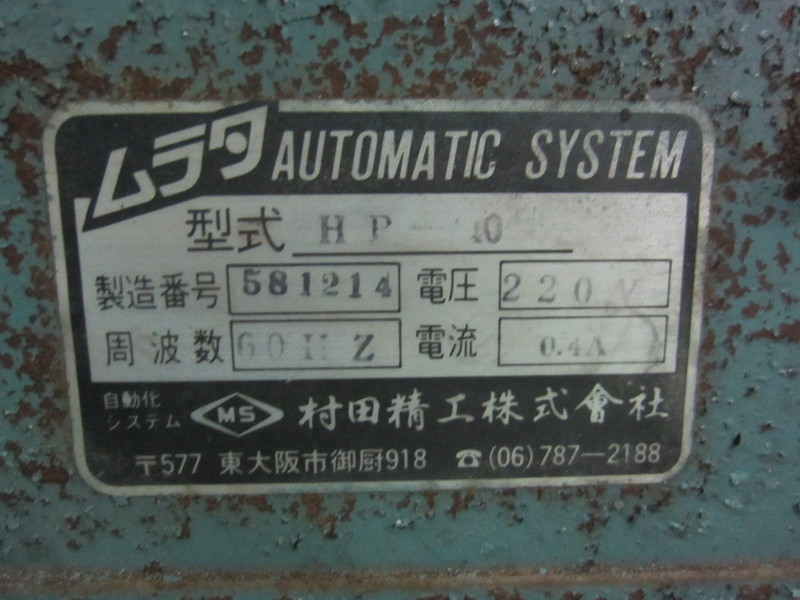 ムラタ AUTOMATIC SYSTEM
型式 HP-
製造番号 581214 電圧 220V
周波数 60HZ 電流 0.4A
自動化
システム MS 村田精工株式會社
〒577 東大阪市御厨918 ☎(06)787-2188